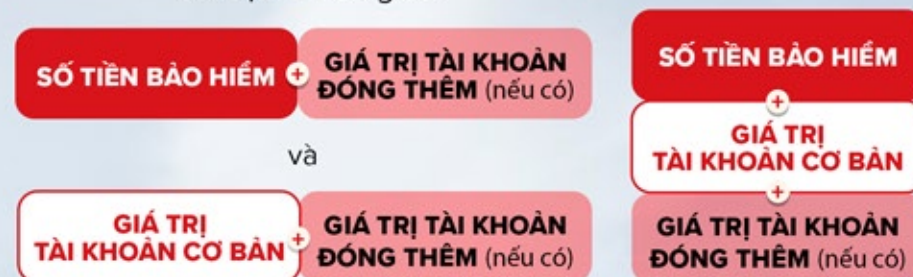 SỐ TIỀN BẢO HIỂM + GIÁ TRỊ TÀI KHOẢN
ĐÓNG THÊM (nếu có)
và
GIÁ TRỊ
TÀI KHOẢN CƠ BẢN + GIÁ TRỊ TÀI KHOẢN
ĐÓNG THÊM (nếu có)
SỐ TIỀN BẢO HIỂM
+
GIÁ TRỊ
TÀI KHOẢN CƠ BẢN
+
GIÁ TRỊ TÀI KHOẢN
ĐÓNG THÊM (nếu có)